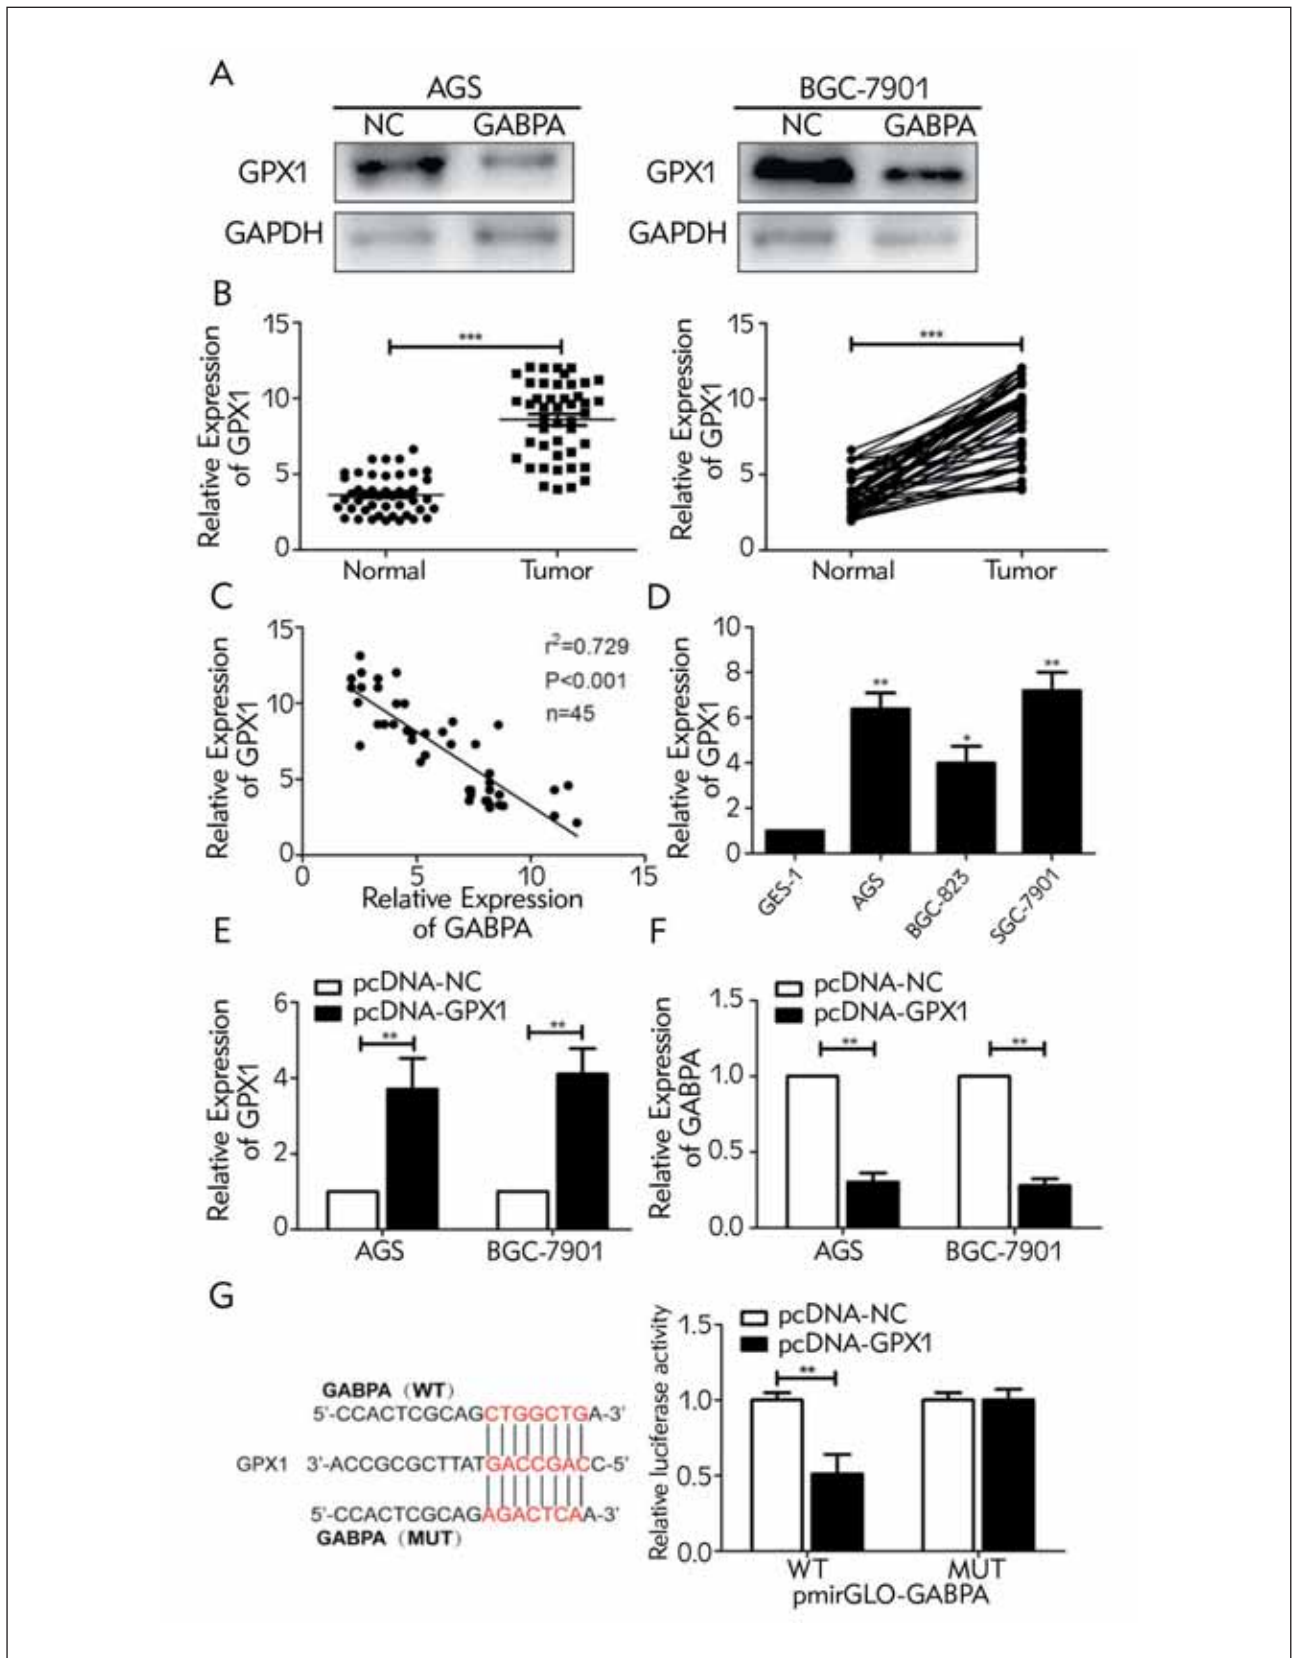 A
AGS
BGC-7901
NC GABPA
NC GABPA
GPX1
GPX1
GAPDH
GAPDH
B
15
10
5
0
Relative Expression
of GPX1
***
Normal Tumor
15
10
5
0
Relative Expression
of GPX1
***
Normal Tumor
C
15
10
5
0
Relative Expression
of GPX1
r²=0.729
P<0.001
n=45
0 5 10 15
Relative Expression
of GABPA
D
10
8
6
4
2
0
Relative Expression
of GPX1
**
*
**
GES-1
AGS
BGC-823
SGC-7901
E
pcDNA-NC
pcDNA-GPX1
6
4
2
0
Relative Expression
of GPX1
**
**
AGS BGC-7901
F
pcDNA-NC
pcDNA-GPX1
1.5
1.0
0.5
0.0
Relative Expression
of GABPA
**
**
AGS BGC-7901
G
GABPA (WT)
5'-CCACTCGCAGCTGGCTGA-3'
GPX1 3'-ACCGCGCTTATGACCGACC-5'
5'-CCACTCGCAGAGACTCAA-3'
GABPA (MUT)
pcDNA-NC
pcDNA-GPX1
1.5
1.0
0.5
0.0
Relative luciferase activity
**
WT MUT
pmirGLO-GABPA